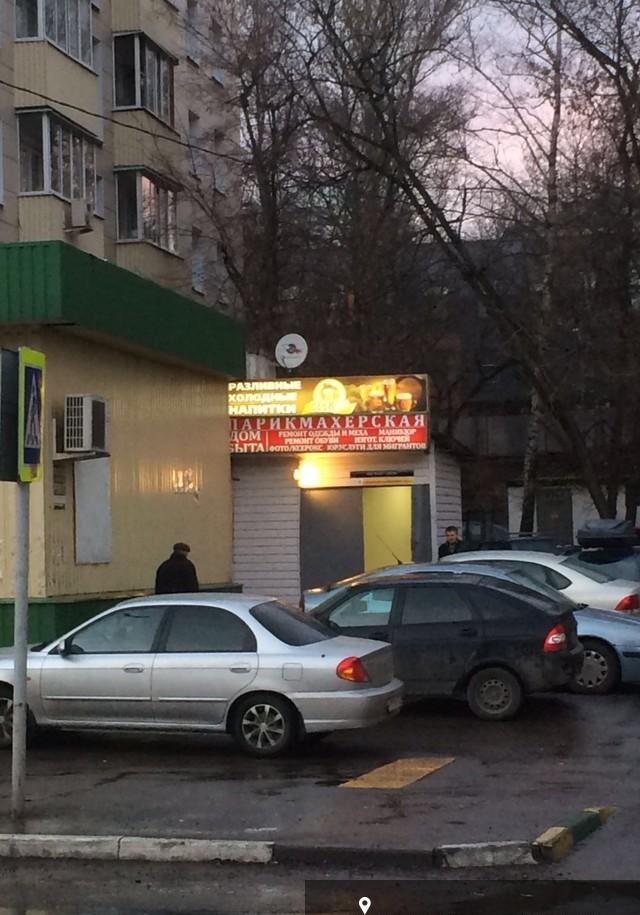 РАЗЛИВНЫЕ
ХОЛОДНЫЕ
НАПИТКИ
ПАРИКМАХЕРСКАЯ
ДОМ БЫТА
РЕМОНТ ОДЕЖДЫ И МЕХА МАНИКЮР
РЕМОНТ ОБУВИ ИЗГОТ. КЛЮЧЕЙ
ФОТО/КСЕРОКС ЮР.УСЛУГИ ДЛЯ МИГРАНТОВ